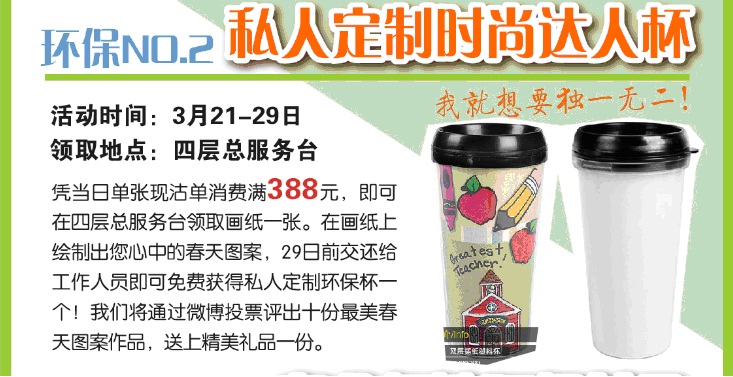 环保NO.2 私人定制时尚达人杯
我就想要独一无二！
活动时间：3月21-29日
领取地点：四层总服务台
凭当日单张现沽单消费满388元，即可
在四层总服务台领取画纸一张。在画纸上
绘制出您心中的春天图案，29日前交还给
工作人员即可免费获得私人定制环保杯一
个！我们将通过微博投票评出十份最美春
天图案作品，送上精美礼品一份。
Greatest
Teacher!